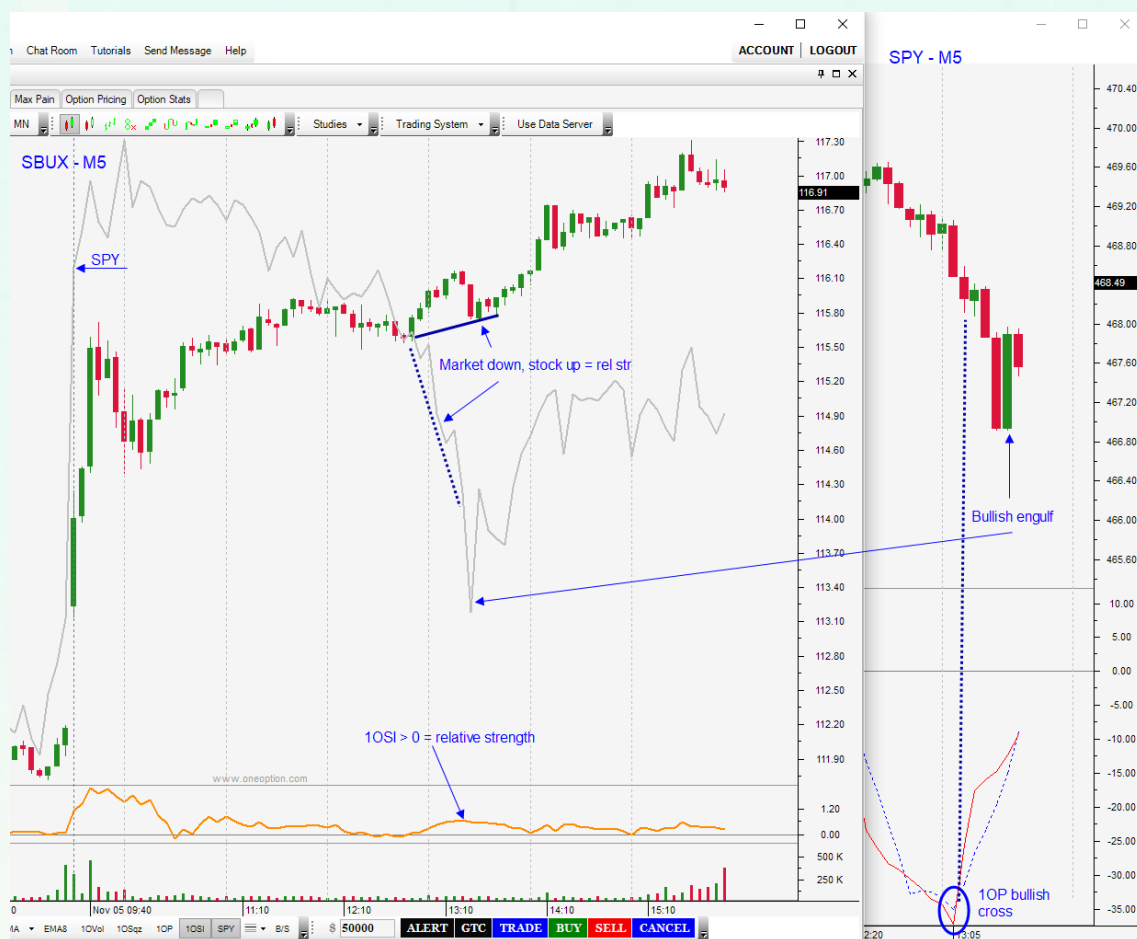 Chat Room Tutorials Send Message Help
ACCOUNT | LOGOUT
Max Pain Option Pricing Option Stats
MN Studies Trading System Use Data Server
SBUX - M5
SPY
Market down, stock up = rel str
1OSI > 0 = relative strength
www.oneoption.com
117.30
117.00
116.91
116.70
116.40
116.10
115.80
115.50
115.20
114.90
114.60
114.30
114.00
113.70
113.40
113.10
112.80
112.50
112.20
111.90
1.20
0.00
500 K
250 K
0 Nov 05 09:40 11:10 12:10 13:10 14:10 15:10
EMA8 1OVol 1OSqz 1OP 1OSI SPY B/S $ 50000 ALERT GTC TRADE BUY SELL CANCEL
SPY - M5
470.40
470.00
469.60
469.20
468.80
468.49
468.00
467.60
467.20
466.80
466.40
466.00
465.60
Bullish engulf
10.00
5.00
0.00
-5.00
-10.00
-15.00
-20.00
-25.00
-30.00
-35.00
1OP bullish
cross
2:20 13:05